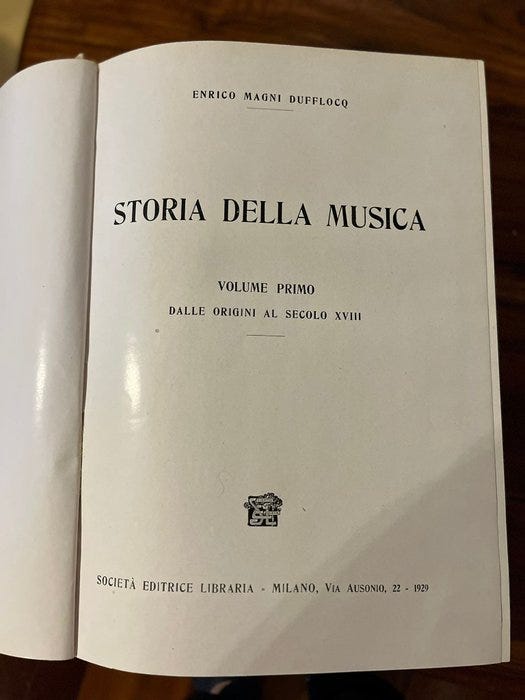 ENRICO MAGNI DUFFLOCQ
STORIA DELLA MUSICA
VOLUME PRIMO
DALLE ORIGINI AL SECOLO XVIII
SOCIETÀ EDITRICE LIBRARIA - MILANO, VIA AUSONIO, 22 - 1929